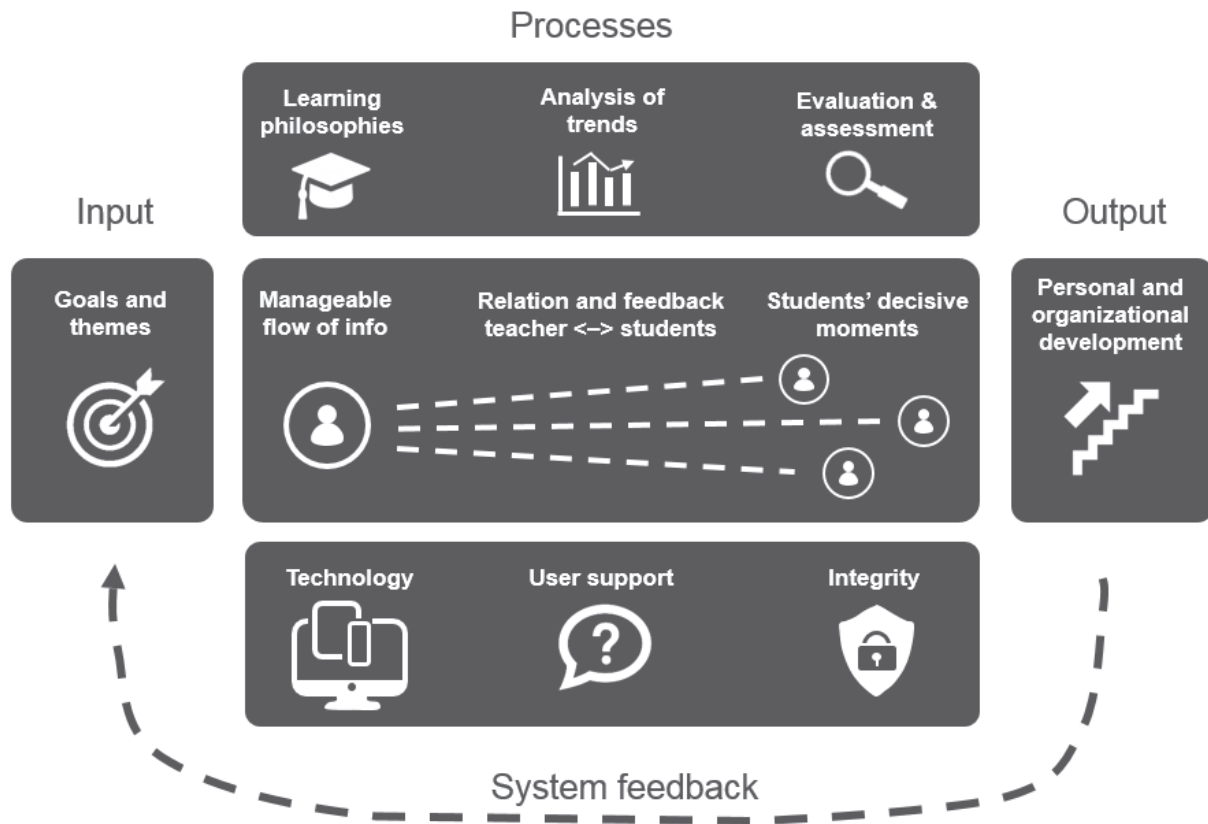 Processes
Learning
philosophies
Analysis of
trends
Evaluation &
assessment
Input
Goals and
themes
Manageable
flow of info
Relation and feedback
teacher <–> students
Students’ decisive
moments
Output
Personal and
organizational
development
Technology
User support
?
Integrity
System feedback